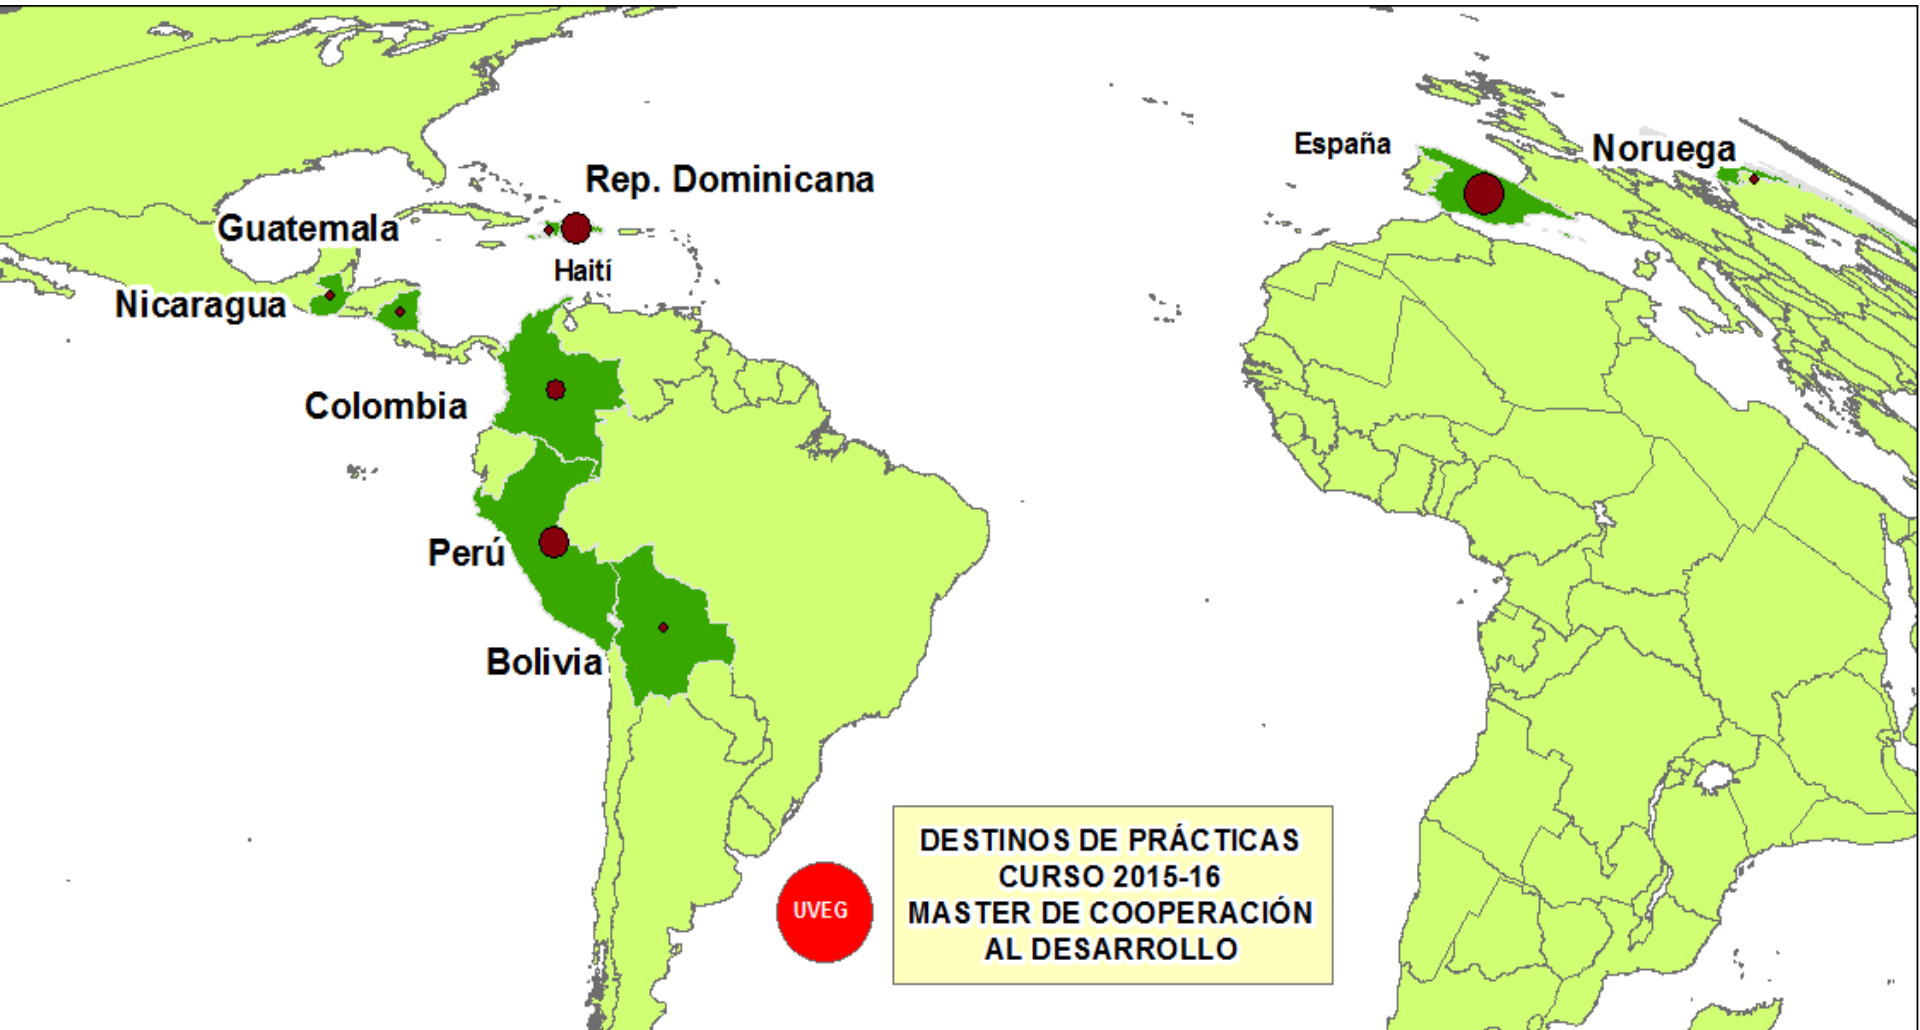 España
Noruega
Rep. Dominicana
Guatemala
Haití
Nicaragua
Colombia
Perú
Bolivia
UVEG
DESTINOS DE PRÁCTICAS
CURSO 2015-16
MASTER DE COOPERACIÓN
AL DESARROLLO